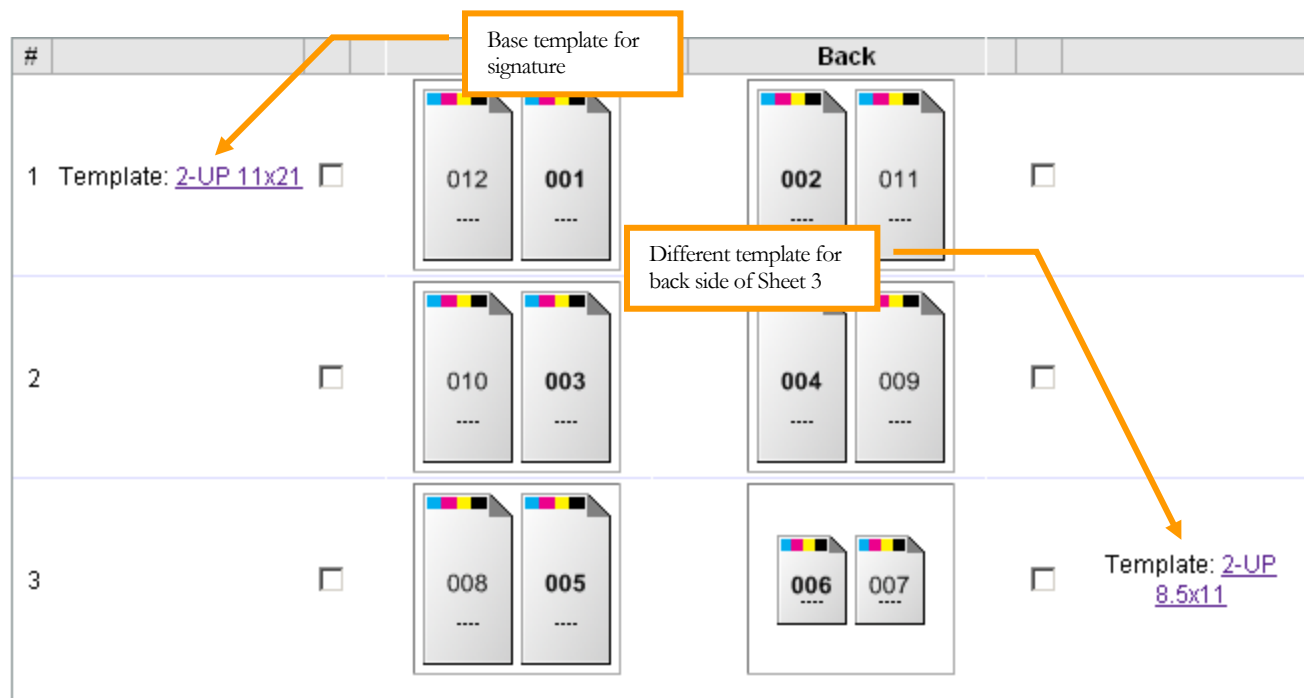 Base template for
signature
# Back
1 Template: 2-UP 11x21 012 001 002 011
---- ---- ---- ----
Different template for
back side of Sheet 3
2 010 003 004 009
---- ---- ---- ----
3 008 005 006 007 Template: 2-UP
8.5x11
---- ---- ---- ----